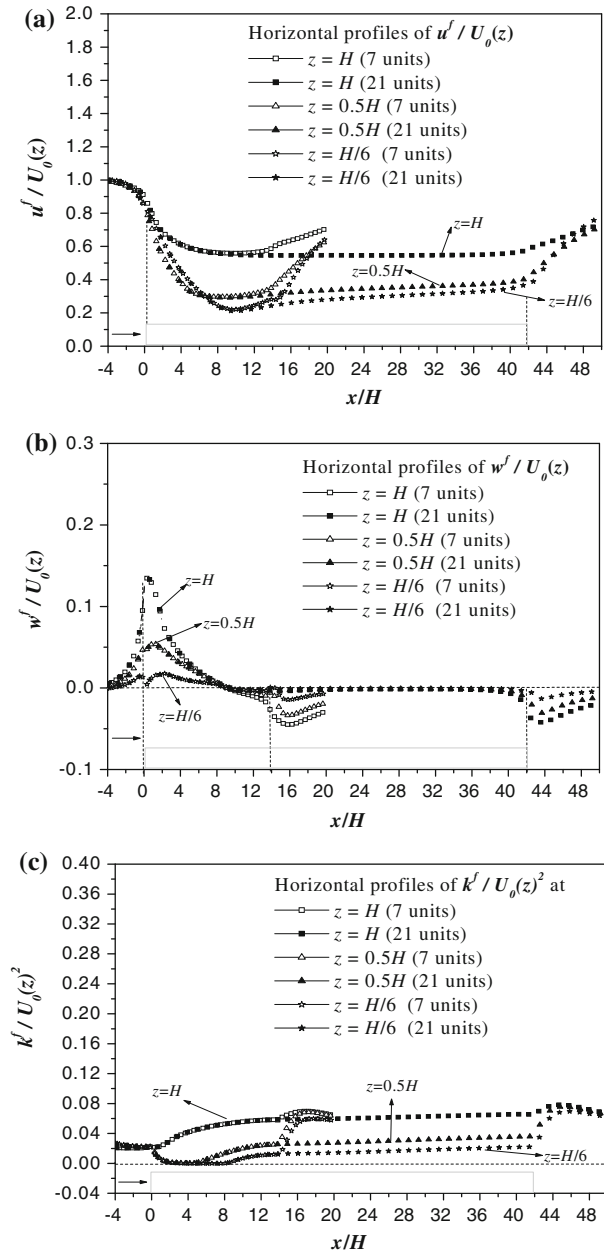 (a)
Horizontal profiles of u^f / U_0(z)
z = H (7 units)
z = H (21 units)
z = 0.5H (7 units)
z = 0.5H (21 units)
z = H/6 (7 units)
z = H/6 (21 units)
u^f / U_0(z)
2.0
1.8
1.6
1.4
1.2
1.0
0.8
0.6
0.4
0.2
0.0
z=H
z=0.5H
z=H/6
-4 0 4 8 12 16 20 24 28 32 36 40 44 48
x/H
(b)
Horizontal profiles of w^f / U_0(z)
z = H (7 units)
z = H (21 units)
z = 0.5H (7 units)
z = 0.5H (21 units)
z = H/6 (7 units)
z = H/6 (21 units)
w^f / U_0(z)
0.3
0.2
0.1
0.0
-0.1
z=H
z=0.5H
z=H/6
-4 0 4 8 12 16 20 24 28 32 36 40 44 48
x/H
(c)
Horizontal profiles of k^f / U_0(z)^2 at
z = H (7 units)
z = H (21 units)
z = 0.5H (7 units)
z = 0.5H (21 units)
z = H/6 (7 units)
z = H/6 (21 units)
k^f / U_0(z)^2
0.40
0.36
0.32
0.28
0.24
0.20
0.16
0.12
0.08
0.04
0.00
-0.04
z=H
z=0.5H
z=H/6
-4 0 4 8 12 16 20 24 28 32 36 40 44 48
x/H